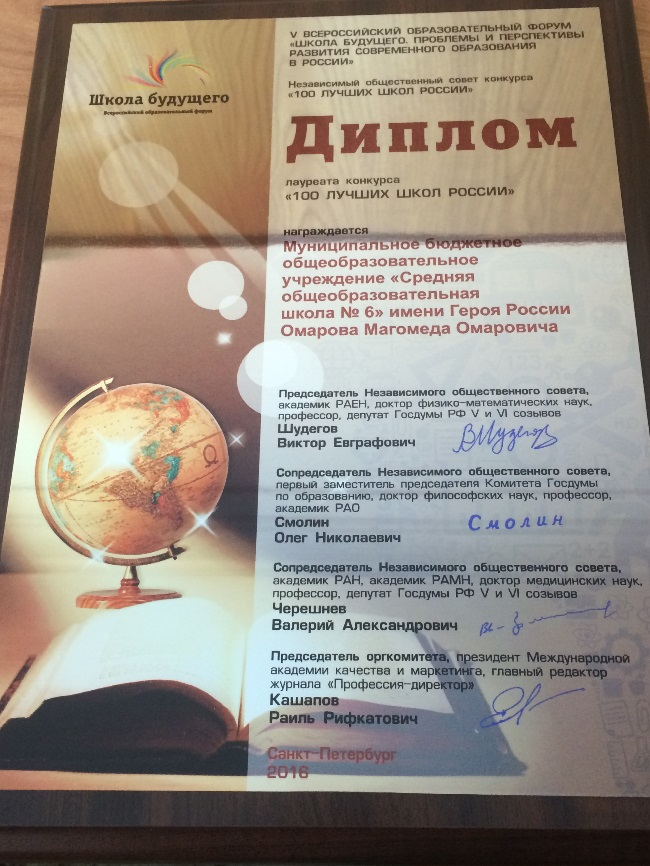 V ВСЕРОССИЙСКИЙ ОБРАЗОВАТЕЛЬНЫЙ ФОРУМ
«ШКОЛА БУДУЩЕГО. ПРОБЛЕМЫ И ПЕРСПЕКТИВЫ
РАЗВИТИЯ СОВРЕМЕННОГО ОБРАЗОВАНИЯ
В РОССИИ»
Школа будущего
Всероссийский образовательный форум
Независимый общественный совет конкурса
«100 ЛУЧШИХ ШКОЛ РОССИИ»
Диплом
лауреата конкурса
«100 ЛУЧШИХ ШКОЛ РОССИИ»
награждается
Муниципальное бюджетное
общеобразовательное
учреждение «Средняя
общеобразовательная
школа № 6» имени Героя России
Омарова Магомеда Омаровича
Председатель Независимого общественного совета,
академик РАЕН, доктор физико-математических наук,
профессор, депутат Госдумы РФ V и VI созывов
Шудегов
Виктор Евграфович
ВШудегов
Сопредседатель Независимого общественного совета,
первый заместитель председателя Комитета Госдумы
по образованию, доктор философских наук, профессор,
академик РАО
Смолин
Олег Николаевич
Смолин
Сопредседатель Независимого общественного совета,
академик РАН, академик РАМН, доктор медицинских наук,
профессор, депутат Госдумы РФ V и VI созывов
Черешнев
Валерий Александрович
Председатель оргкомитета, президент Международной
академии качества и маркетинга, главный редактор
журнала «Профессия-директор»
Кашапов
Раиль Рифкатович
Санкт-Петербург
2016